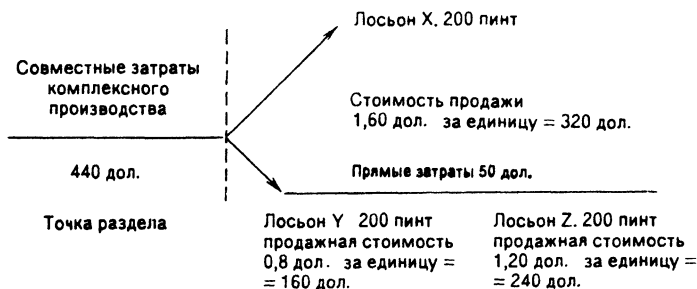 Лосьон X. 200 пинт
Совместные затраты
комплексного
производства
Стоимость продажи
1,60 дол. за единицу = 320 дол.
440 дол.
Прямые затраты 50 дол.
Точка раздела
Лосьон Y 200 пинт
продажная стоимость
0,8 дол. за единицу =
= 160 дол.
Лосьон Z. 200 пинт
продажная стоимость
1,20 дол. за единицу =
= 240 дол.